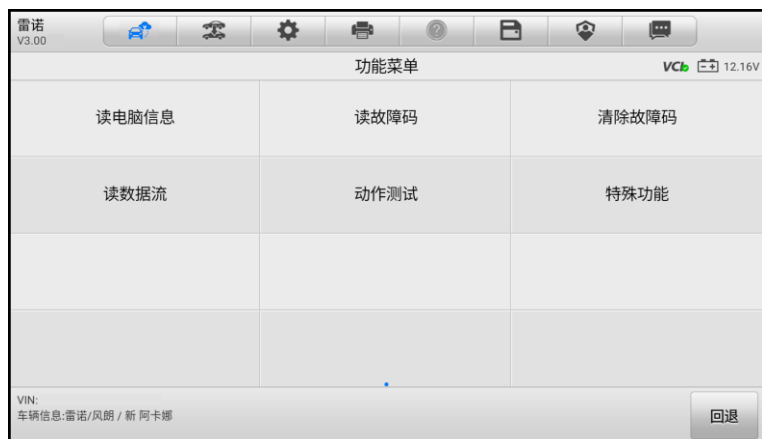 雷诺
V3.00
功能菜单
VCI
12.16V
读电脑信息
读故障码
清除故障码
读数据流
动作测试
特殊功能
VIN:
车辆信息:雷诺/风朗 / 新 阿卡娜
回退